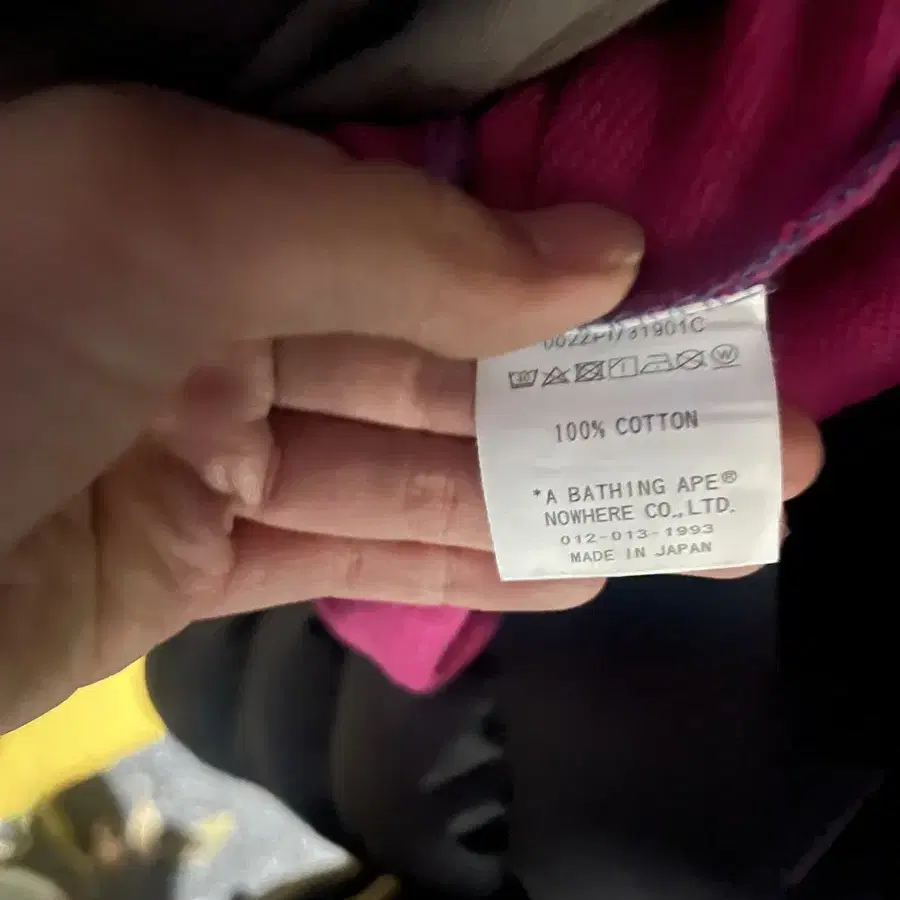 100% COTTON
*A BATHING APE®
NOWHERE CO.,LTD.
012-013-1993
MADE IN JAPAN